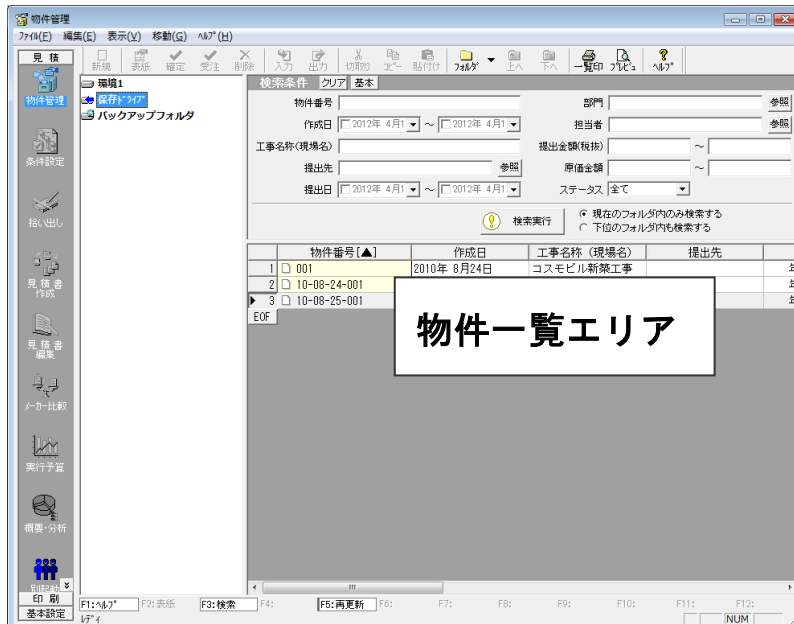 物件管理
ﾌｧｲﾙ(F) 編集(E) 表示(V) 移動(G) ﾍﾙﾌﾟ(H)
見 積
新規 表紙 確定 受注 削除 入力 出力 切取り ｺﾋﾟｰ 貼付け ﾌｫﾙﾀﾞ 上へ 下へ 一覧印 ﾌﾟﾚﾋﾞｭ ﾍﾙﾌﾟ
物件管理
条件設定
拾い出し
見積書
作成
見積書
編集
ﾒｰｶｰ比較
実行予算
概要・分析
印 刷
基本設定
環境1
保存ﾄﾞﾗｲﾌﾞ
バックアップフォルダ
検索条件 クリア 基本
物件番号 部門 参照
作成日 2012年 4月1 ～ 2012年 4月1 担当者 参照
工事名称(現場名) 提出金額(税抜) ～
提出先 参照 原価金額 ～
提出日 2012年 4月1 ～ 2012年 4月1 ステータス 全て
検索実行
現在のフォルダ内のみ検索する
下位のフォルダ内も検索する
物件番号[▲] 作成日 工事名称（現場名） 提出先
1 001 2010年 8月24日 コスモビル新築工事 年
2 10-08-24-001 年
3 10-08-25-001 年
EOF
物件一覧エリア
F1:ﾍﾙﾌﾟ F2:表紙 F3:検索 F4: F5:再更新 F6: F7: F8: F9: F10: F11: F12:
ﾚﾃﾞｨ NUM